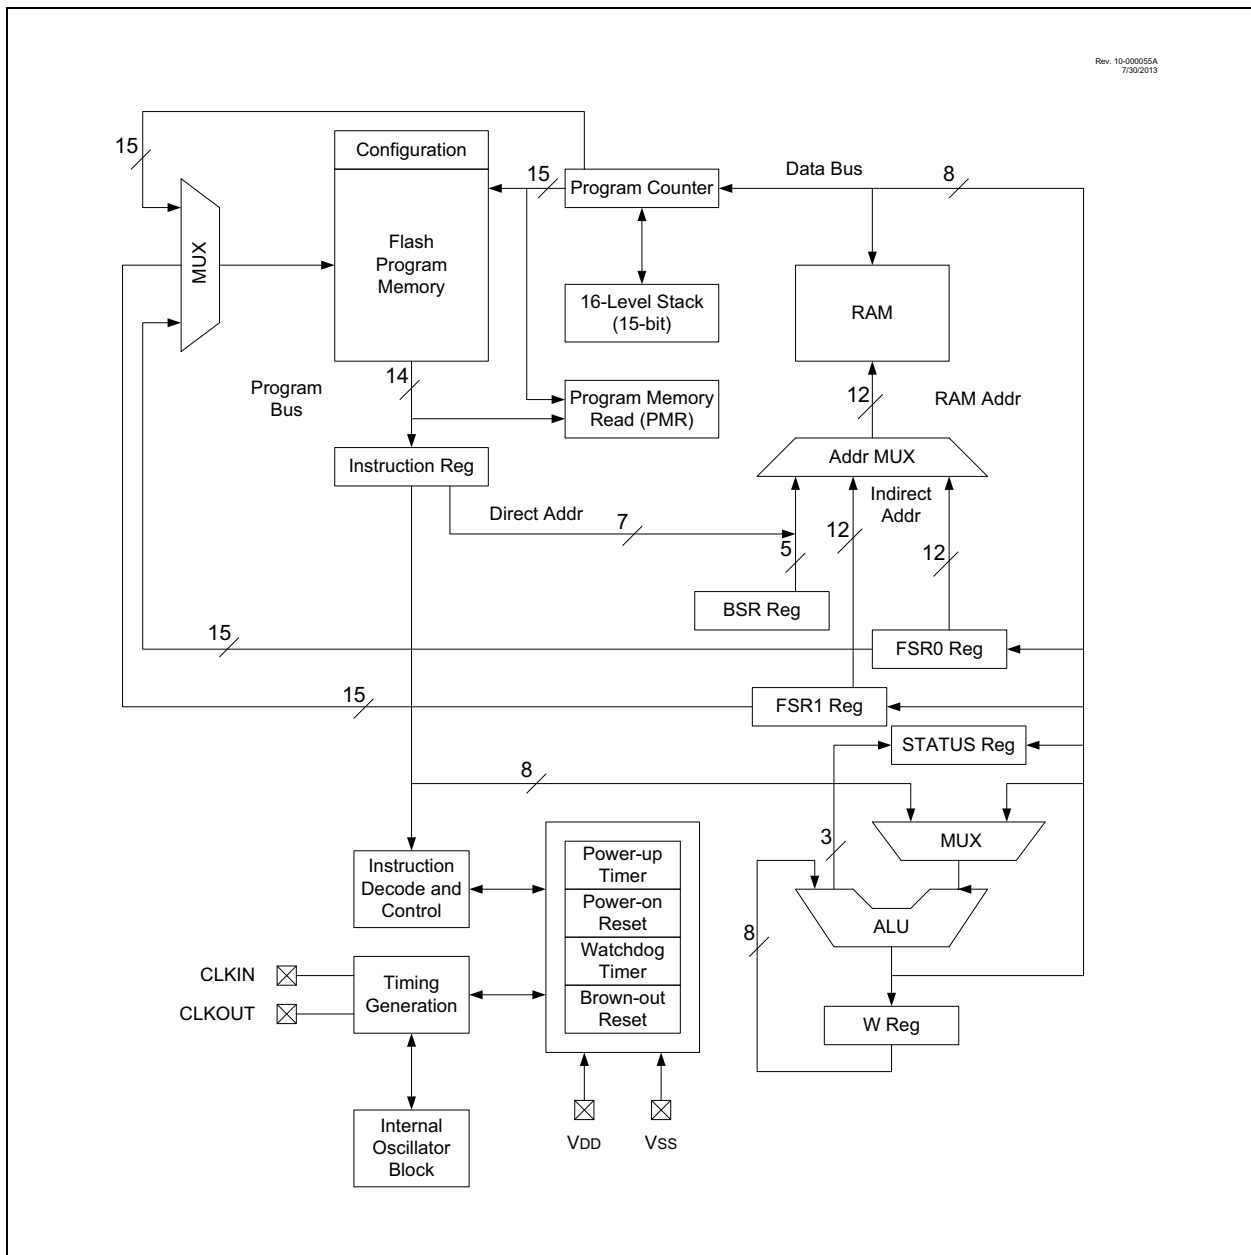 Rev. 10-000055A
7/30/2013
15
Configuration
15
Program Counter
Data Bus
8
MUX
Flash
Program
Memory
16-Level Stack
(15-bit)
RAM
Program
Bus
14
Program Memory
Read (PMR)
12
RAM Addr
Instruction Reg
Addr MUX
Direct Addr
7
Indirect
Addr
5
12
12
BSR Reg
15
FSR0 Reg
15
FSR1 Reg
STATUS Reg
8
3
MUX
Instruction
Decode and
Control
Power-up
Timer
Power-on
Reset
Watchdog
Timer
Brown-out
Reset
8
ALU
CLKIN
CLKOUT
Timing
Generation
W Reg
Internal
Oscillator
Block
VDD
VSS